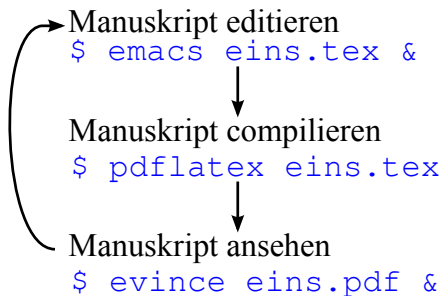 Manuskript editieren
$ emacs eins.tex &
Manuskript compilieren
$ pdflatex eins.tex
Manuskript ansehen
$ evince eins.pdf &